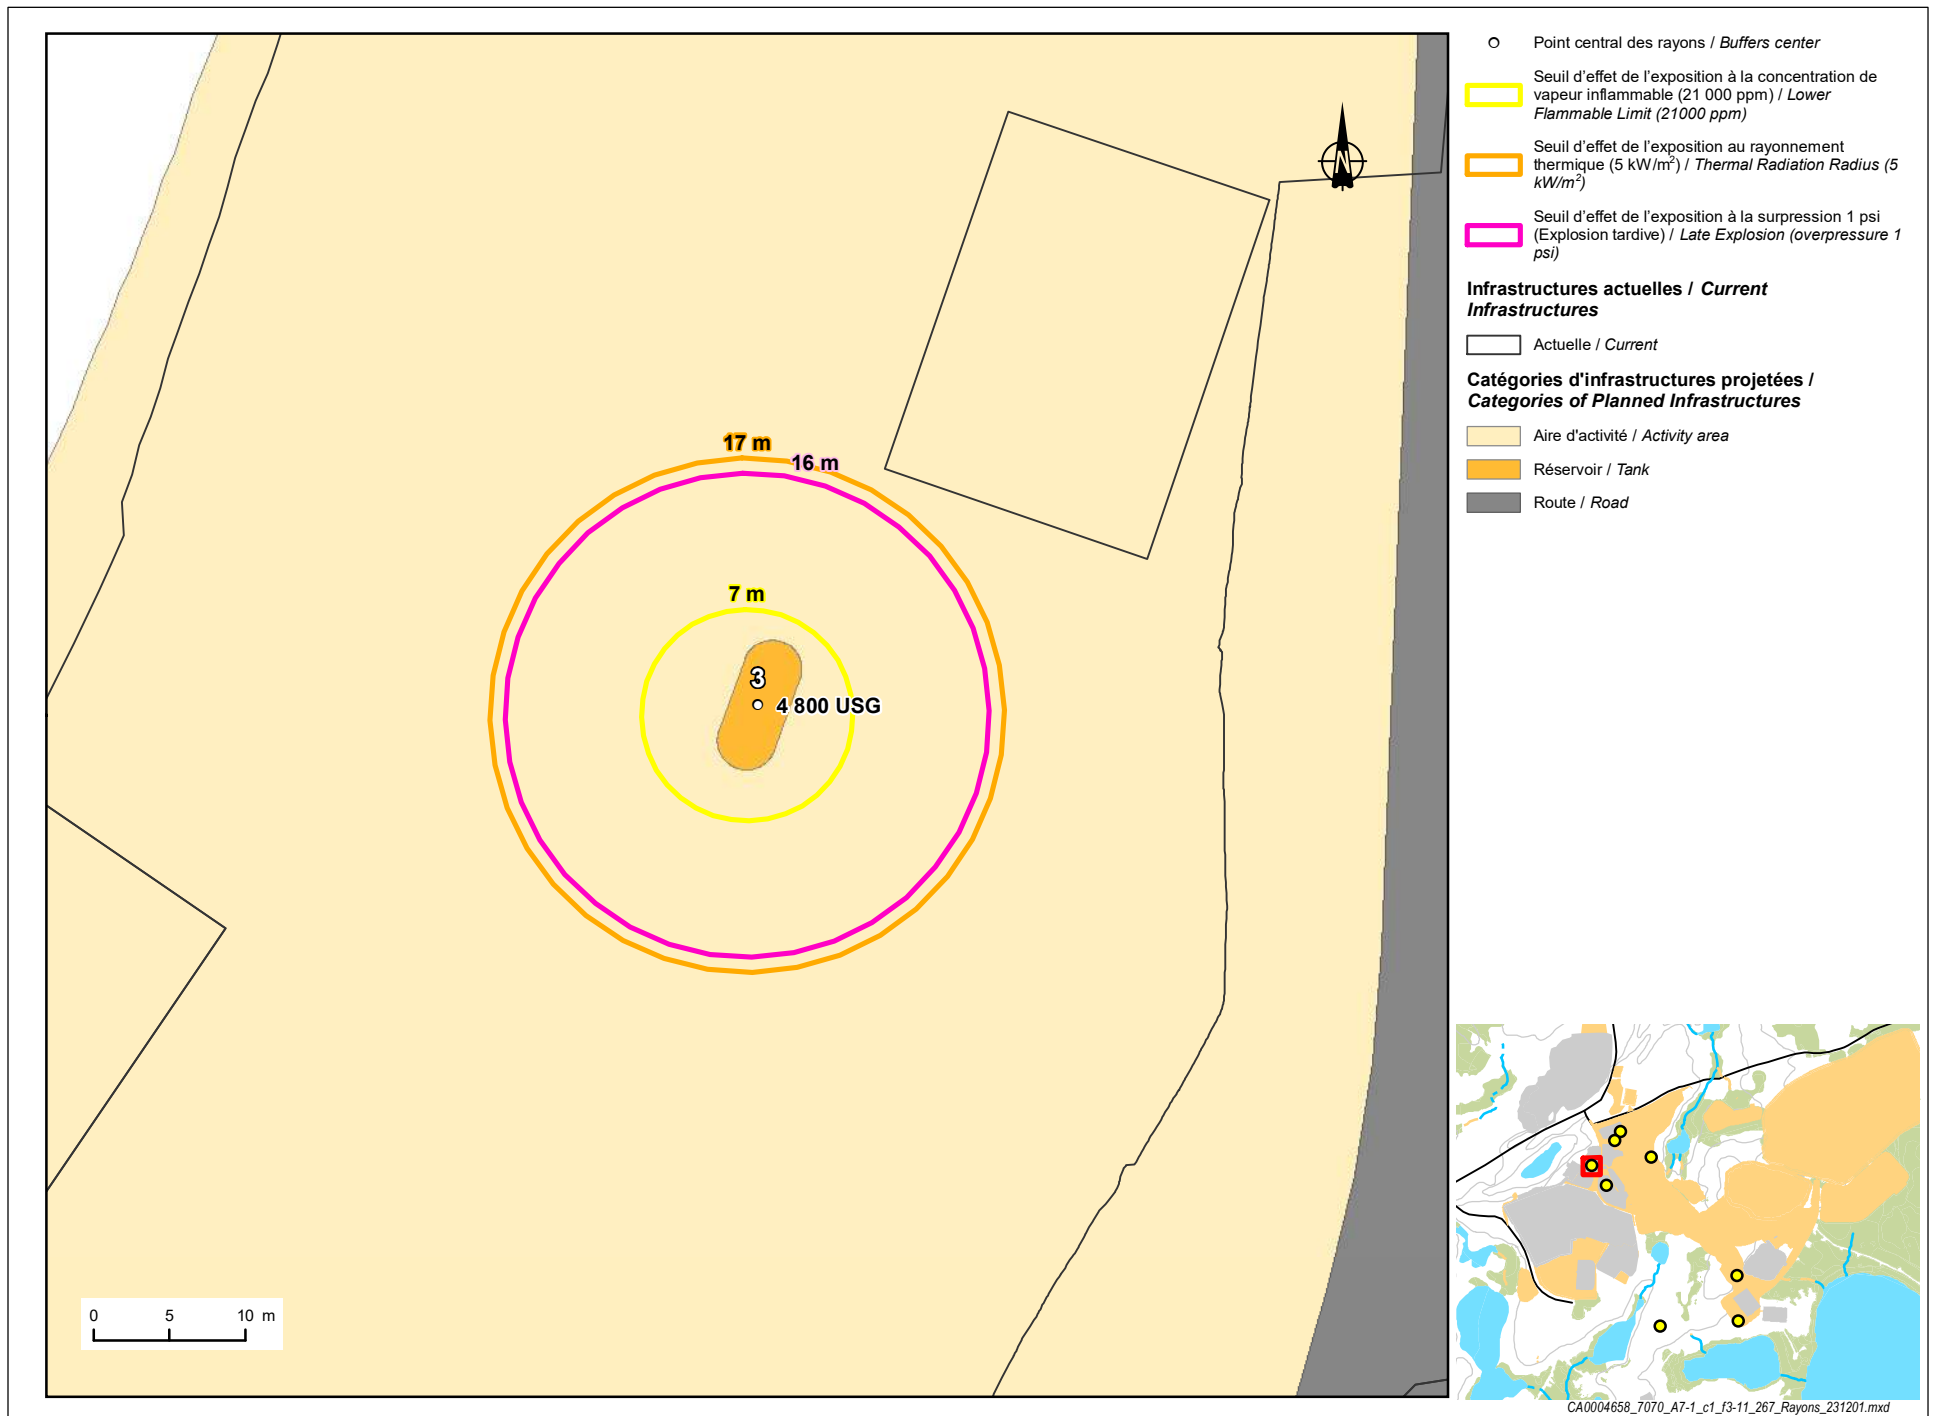 N
17 m
16 m
7 m
3
4 800 USG
0 5 10 m
Point central des rayons / Buffers center
Seuil d'effet de l'exposition à la concentration de
vapeur inflammable (21 000 ppm) / Lower
Flammable Limit (21000 ppm)
Seuil d'effet de l'exposition au rayonnement
thermique (5 kW/m²) / Thermal Radiation Radius (5
kW/m²)
Seuil d'effet de l'exposition à la surpression 1 psi
(Explosion tardive) / Late Explosion (overpressure 1
psi)
Infrastructures actuelles / Current
Infrastructures
Actuelle / Current
Catégories d'infrastructures projetées /
Categories of Planned Infrastructures
Aire d'activité / Activity area
Réservoir / Tank
Route / Road
CA0004658_7070_A7-1_c1_f3-11_267_Rayons_231201.mxd